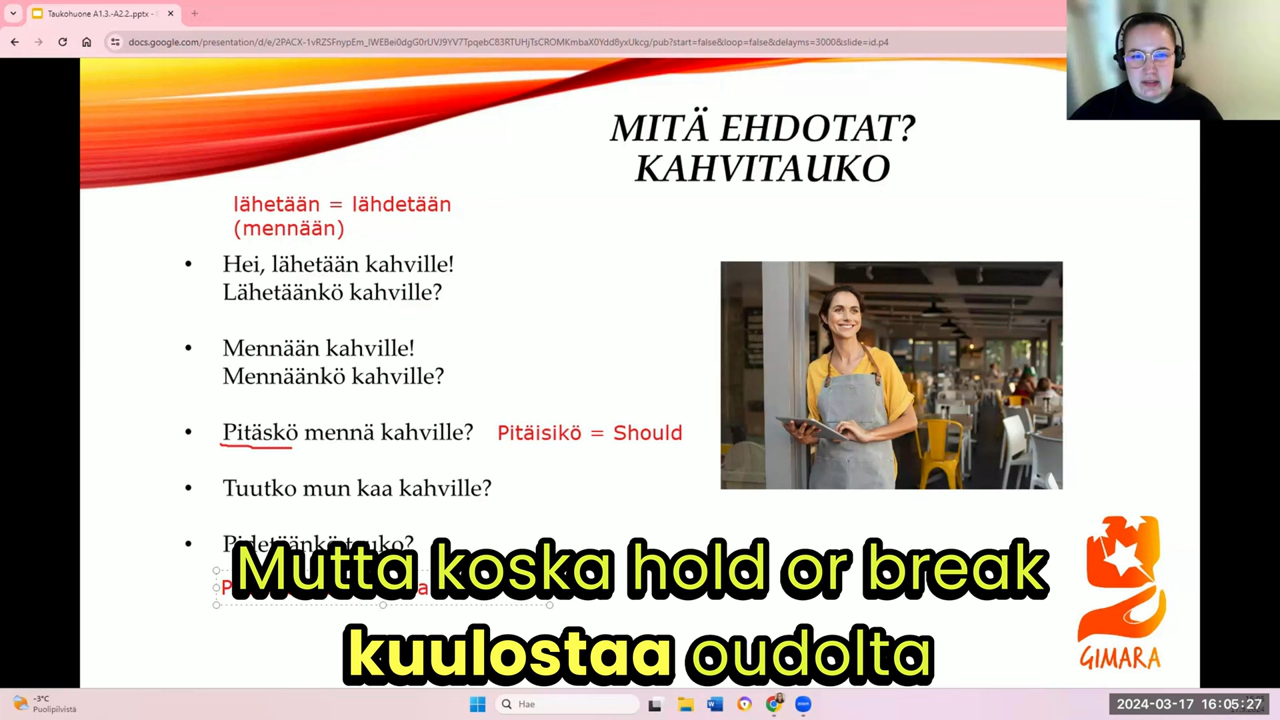 Taukohuone A1.3.-A2.2..pptx -
docs.google.com/presentation/d/e/2PACX-1vRZSFnypEm_lWEBei0dgG0rUVJ9YV7TpqebC83RTUHjTsCROMKmbaX0Ydd8yxUkcg/pub?start=false&loop=false&delayms=3000&slide=id.p4
MITÄ EHDOTAT?
KAHVITAUKO
lähetään = lähdetään
(mennään)
• Hei, lähetään kahville!
Lähetäänkö kahville?
• Mennään kahville!
Mennäänkö kahville?
• Pitäskö mennä kahville? Pitäisikö = Should
• Tuutko mun kaa kahville?
• Pidetäänkö tauko?
Mutta koska hold or break
kuulostaa oudolta
GIMARA
-3°C
Puolipilvistä
Hae
2024-03-17 16:05:27